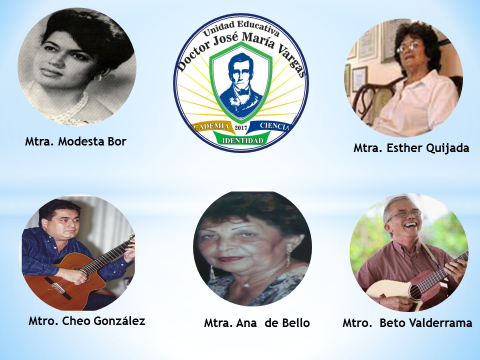 Unidad Educativa
Doctor José María Vargas
ACADEMIA 2017 CIENCIA
IDENTIDAD
Mtra. Modesta Bor
Mtra. Esther Quijada
Mtro. Cheo González
Mtra. Ana de Bello
Mtro. Beto Valderrama